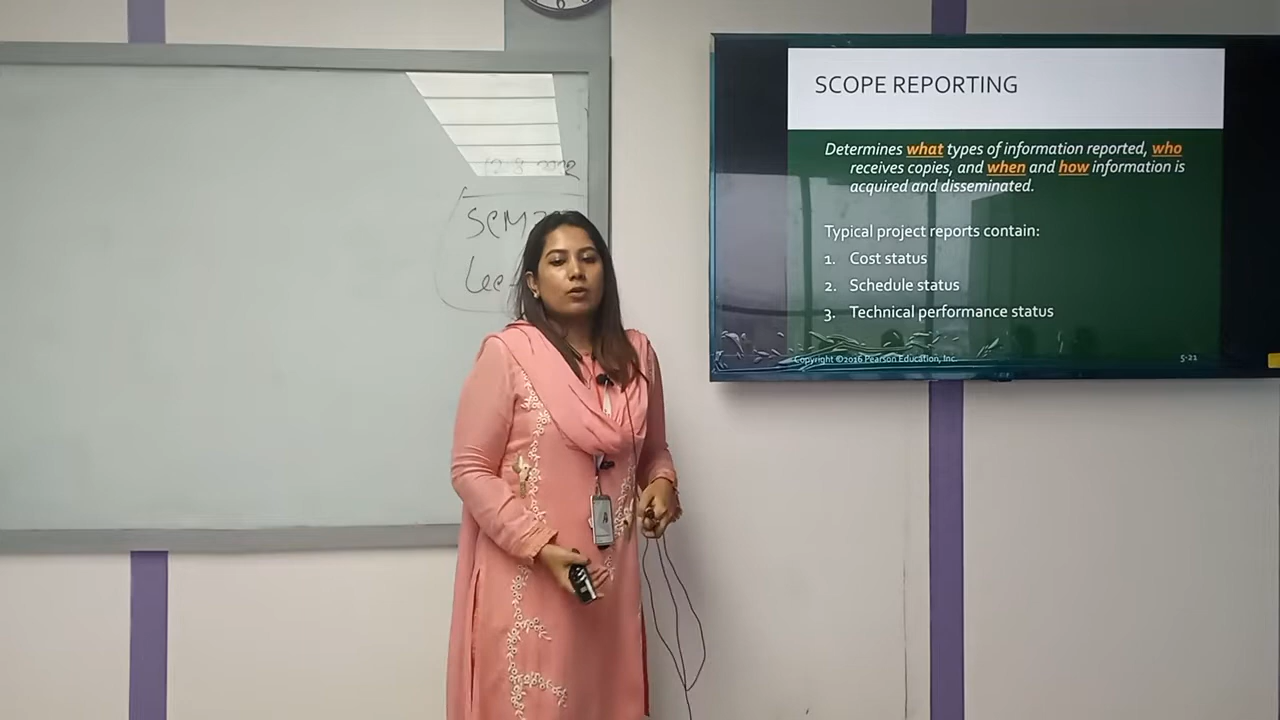 SCOPE REPORTING
Determines what types of information reported, who
receives copies, and when and how information is
acquired and disseminated.
Typical project reports contain:
1. Cost status
2. Schedule status
3. Technical performance status
Copyright ©2016 Pearson Education, Inc.
5-21